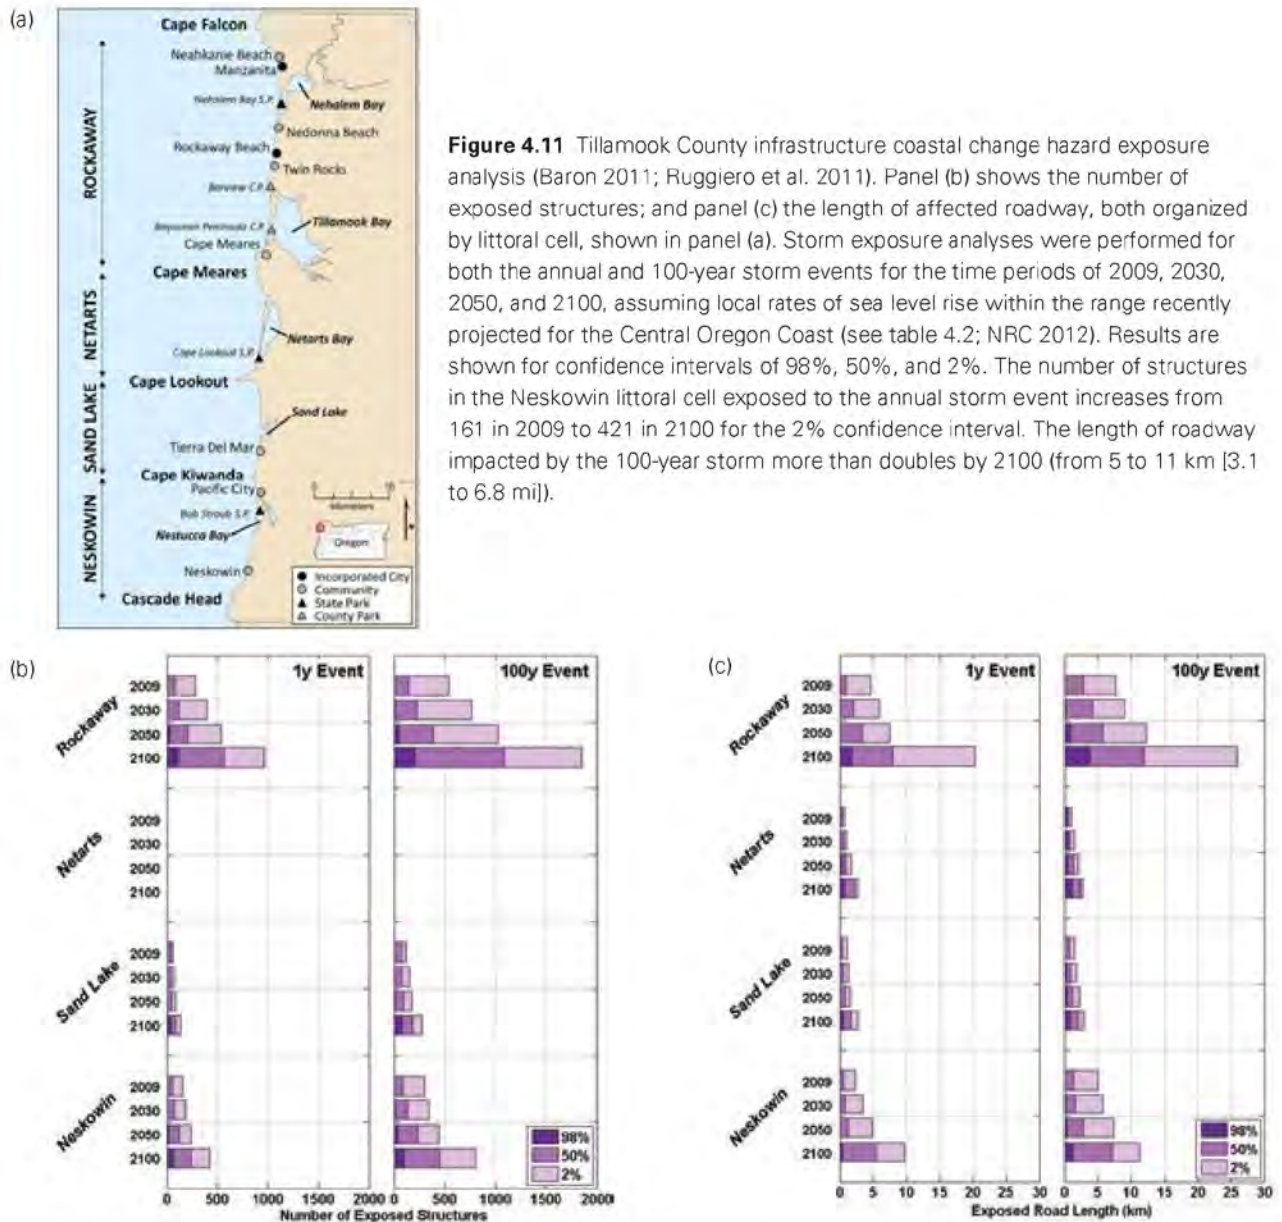 (a)
Cape Falcon
Neahkanie Beach
Manzanita
Nehalem Bay S.P.
Nehalem Bay
Nedonna Beach
Rockaway Beach
Twin Rocks
Barview C.P.
Tillamook Bay
Bayocean Peninsula C.P.
Cape Meares
Cape Meares
Netarts Bay
Cape Lookout S.P.
Cape Lookout
Sand Lake
Tierra Del Mar
Cape Kiwanda
Pacific City
Bob Straub S.P.
Nestucca Bay
Neskowin
Cascade Head
ROCKAWAY
NETARTS
SAND LAKE
NESKOWIN
Kilometers
Oregon
Incorporated City
Community
State Park
County Park
Figure 4.11 Tillamook County infrastructure coastal change hazard exposure
analysis (Baron 2011; Ruggiero et al. 2011). Panel (b) shows the number of
exposed structures; and panel (c) the length of affected roadway, both organized
by littoral cell, shown in panel (a). Storm exposure analyses were performed for
both the annual and 100-year storm events for the time periods of 2009, 2030,
2050, and 2100, assuming local rates of sea level rise within the range recently
projected for the Central Oregon Coast (see table 4.2; NRC 2012). Results are
shown for confidence intervals of 98%, 50%, and 2%. The number of structures
in the Neskowin littoral cell exposed to the annual storm event increases from
161 in 2009 to 421 in 2100 for the 2% confidence interval. The length of roadway
impacted by the 100-year storm more than doubles by 2100 (from 5 to 11 km [3.1
to 6.8 mi]).
(b)
1y Event
100y Event
Rockaway
2009
2030
2050
2100
Netarts
2009
2030
2050
2100
Sand Lake
2009
2030
2050
2100
Neskowin
2009
2030
2050
2100
98%
50%
2%
0 500 1000 1500 2000 0 500 1000 1500 2000
Number of Exposed Structures
(c)
1y Event
100y Event
Rockaway
2009
2030
2050
2100
Netarts
2009
2030
2050
2100
Sand Lake
2009
2030
2050
2100
Neskowin
2009
2030
2050
2100
98%
50%
2%
0 5 10 15 20 25 30 0 5 10 15 20 25 30
Exposed Road Length (km)